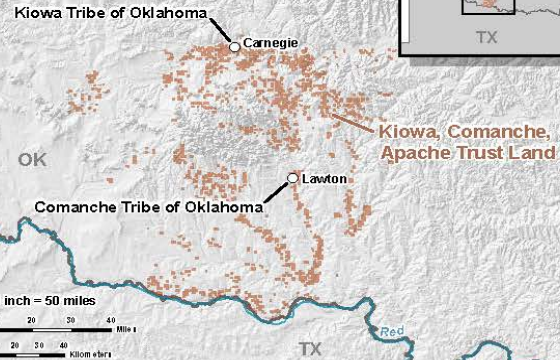 Kiowa Tribe of Oklahoma
Carnegie
TX
Kiowa, Comanche,
Apache Trust Land
OK
Lawton
Comanche Tribe of Oklahoma
inch = 50 miles
20 30 40
Miles
Red
20 30 40
Kilometers
TX